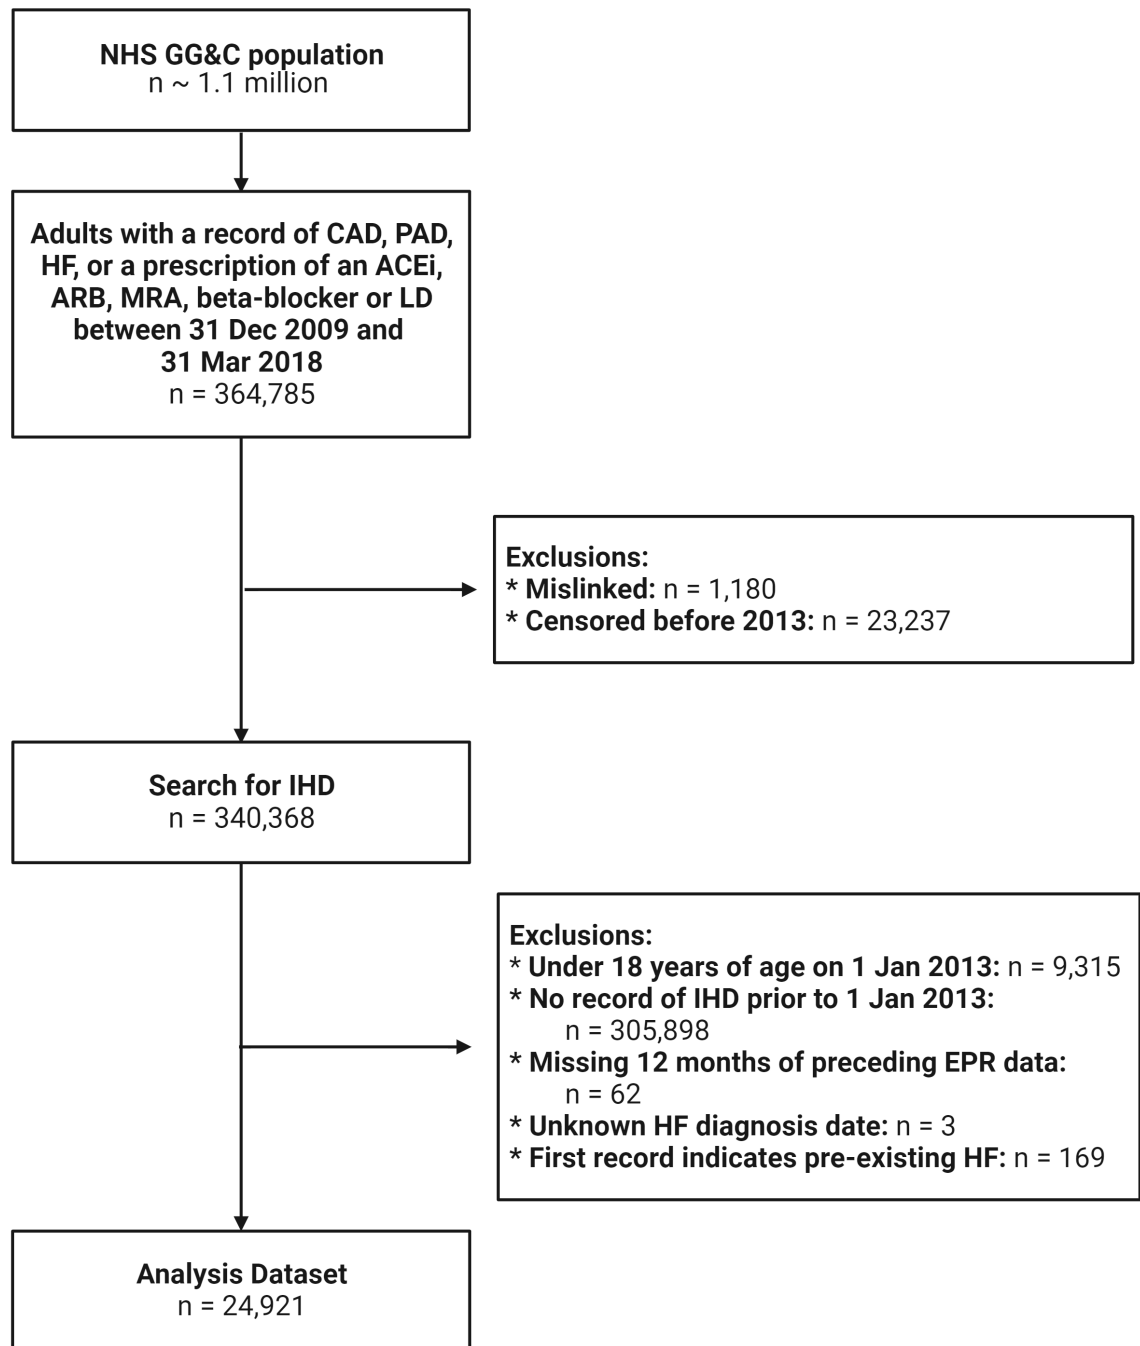 NHS GG&C population
n ~ 1.1 million
Adults with a record of CAD, PAD,
HF, or a prescription of an ACEi,
ARB, MRA, beta-blocker or LD
between 31 Dec 2009 and
31 Mar 2018
n = 364,785
Exclusions:
* Mislinked: n = 1,180
* Censored before 2013: n = 23,237
Search for IHD
n = 340,368
Exclusions:
* Under 18 years of age on 1 Jan 2013: n = 9,315
* No record of IHD prior to 1 Jan 2013:
n = 305,898
* Missing 12 months of preceding EPR data:
n = 62
* Unknown HF diagnosis date: n = 3
* First record indicates pre-existing HF: n = 169
Analysis Dataset
n = 24,921